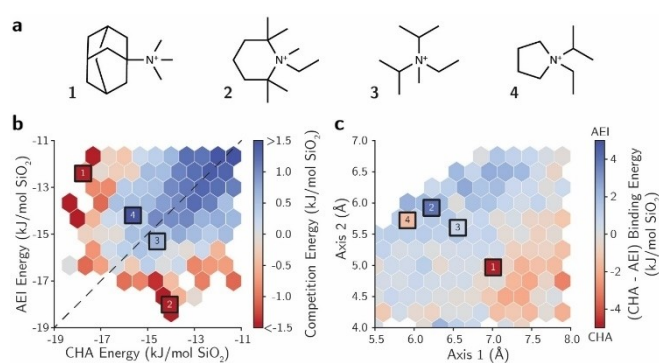 a
N⁺
N⁺
N⁺
N⁺
1
2
3
4
b
-11
-13
-15
-17
-19
AEI Energy (kJ/mol SiO₂)
-17
-15
-13
-11
CHA Energy (kJ/mol SiO₂)
1
4
3
2
>1.5
1.0
0.5
0.0
-0.5
-1.0
<-1.5
Competition Energy (kJ/mol SiO₂)
c
7.0
6.5
6.0
5.5
5.0
4.5
4.0
Axis 2 (Å)
5.5
6.0
6.5
7.0
7.5
8.0
Axis 1 (Å)
4
2
3
1
AEI
4
2
0
-2
-4
CHA
(CHA - AEI) Binding Energy
(kJ/mol SiO₂)